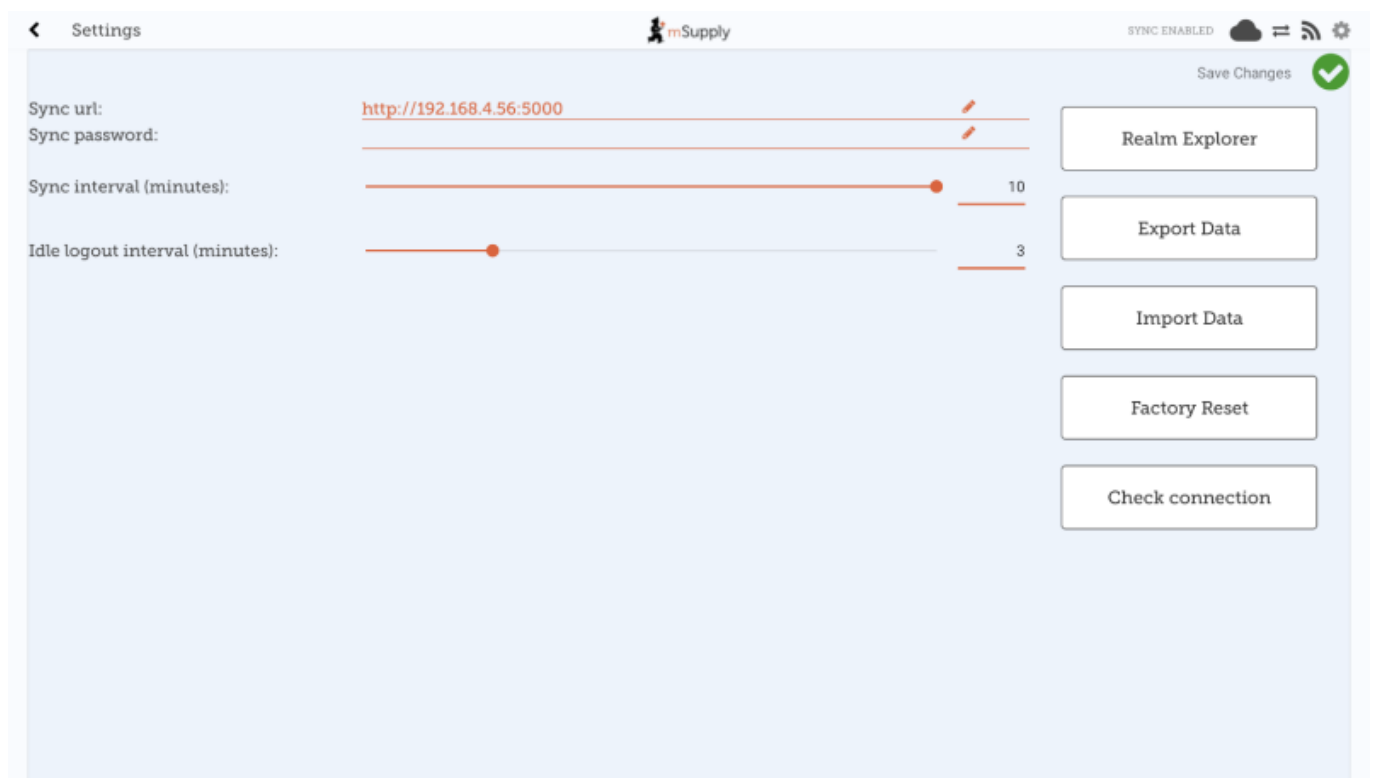 Settings
mSupply
SYNC ENABLED
Save Changes
Sync url:
http://192.168.4.56:5000
Sync password:
Sync interval (minutes):
10
Idle logout interval (minutes):
3
Realm Explorer
Export Data
Import Data
Factory Reset
Check connection